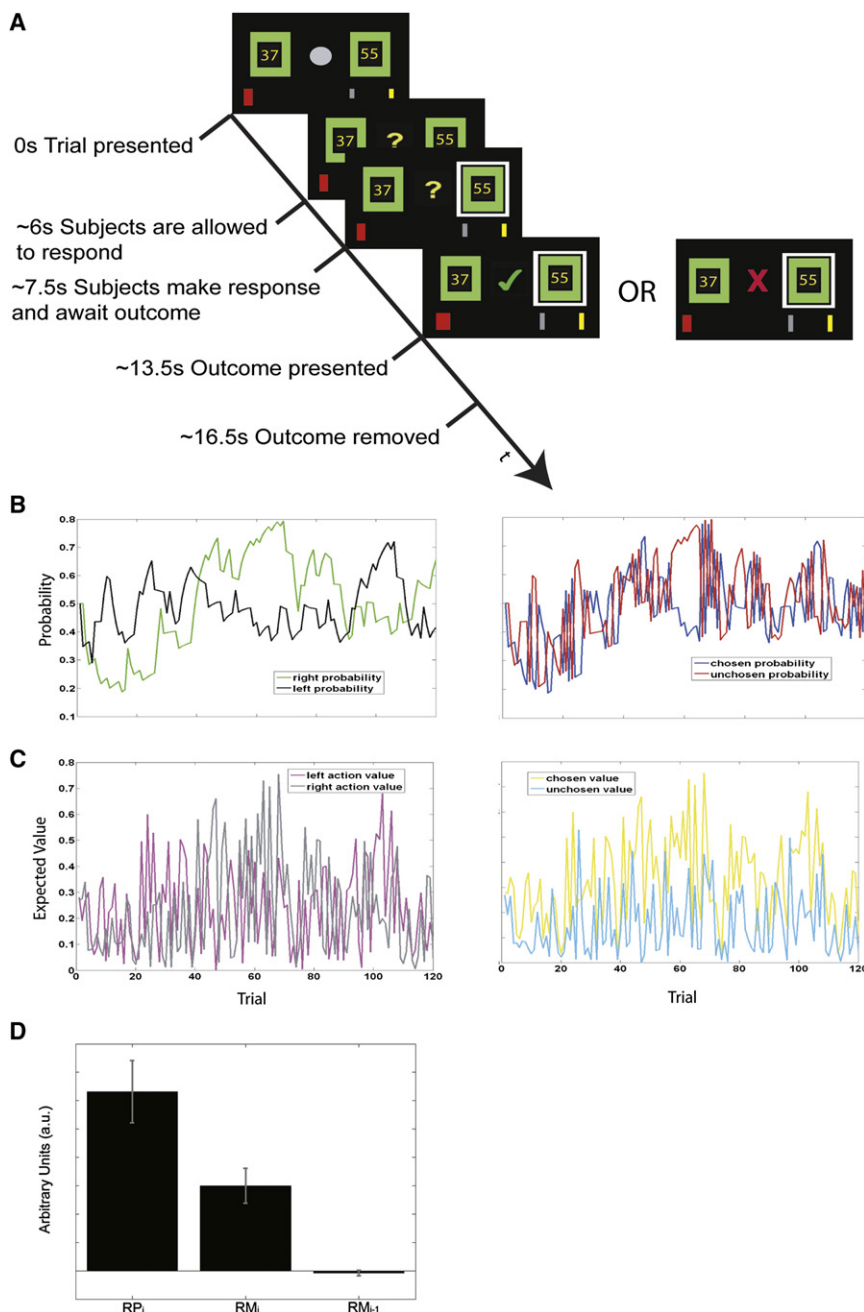 A
37
55
0s Trial presented
37
?
55
~6s Subjects are allowed
to respond
37
?
55
~7.5s Subjects make response
and await outcome
37
✓
55
OR
37
X
55
~13.5s Outcome presented
~16.5s Outcome removed
t
B
Probability
0.8
0.7
0.6
0.5
0.4
0.3
0.2
0.1
right probability
left probability
chosen probability
unchosen probability
C
Expected Value
0.8
0.7
0.6
0.5
0.4
0.3
0.2
0.1
0
left action value
right action value
0 20 40 60 80 100 120
Trial
chosen value
unchosen value
0 20 40 60 80 100 120
Trial
D
Arbitrary Units (a.u.)
RPi RMi RMi-1